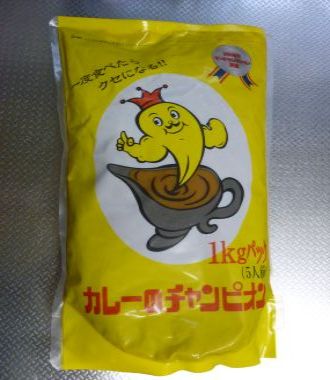 一度食べたら
クセになる!!
1kgパック
(5人前)
カレーのチャンピオン